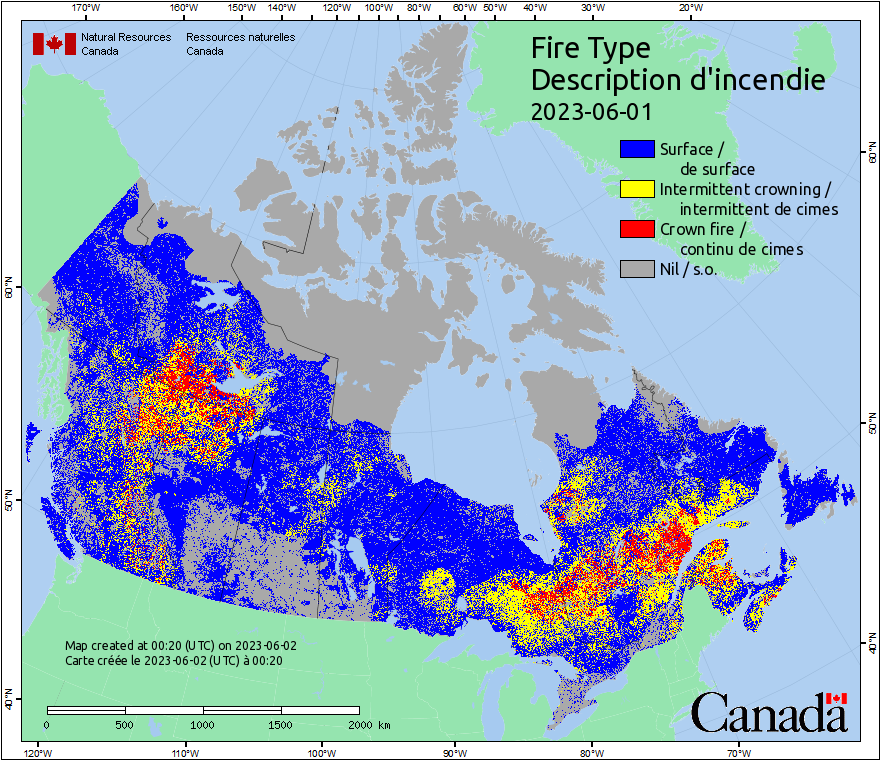 170°W 160°W 150°W 140°W 120°W 100°W 80°W 60°W 50°W 40°W 30°W 20°W
Natural Resources Ressources naturelles
Canada Canada
Fire Type
Description d'incendie
2023-06-01
Surface /
de surface
Intermittent crowning /
intermittent de cimes
Crown fire /
continu de cimes
Nil / s.o.
60°N
60°N
50°N
50°N
40°N
40°N
Map created at 00:20 (UTC) on 2023-06-02
Carte créée le 2023-06-02 (UTC) à 00:20
0 500 1000 1500 2000 km
Canada
120°W 110°W 100°W 90°W 80°W 70°W